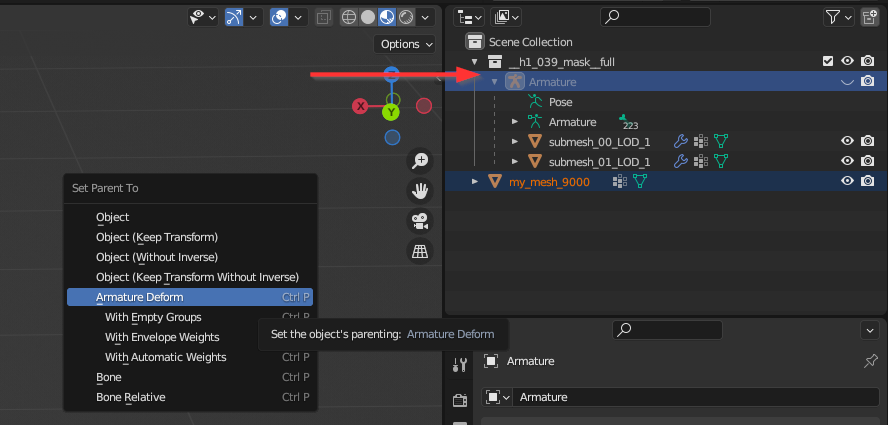 Options
X
Y
Scene Collection
__h1_039_mask__full
Armature
Pose
Armature 223
submesh_00_LOD_1
submesh_01_LOD_1
my_mesh_9000
Set Parent To
Object
Object (Keep Transform)
Object (Without Inverse)
Object (Keep Transform Without Inverse)
Armature Deform Ctrl P
With Empty Groups Ctrl P
With Envelope Weights
With Automatic Weights Ctrl P
Bone Ctrl P
Bone Relative Ctrl P
Set the object's parenting: Armature Deform
Armature
Armature